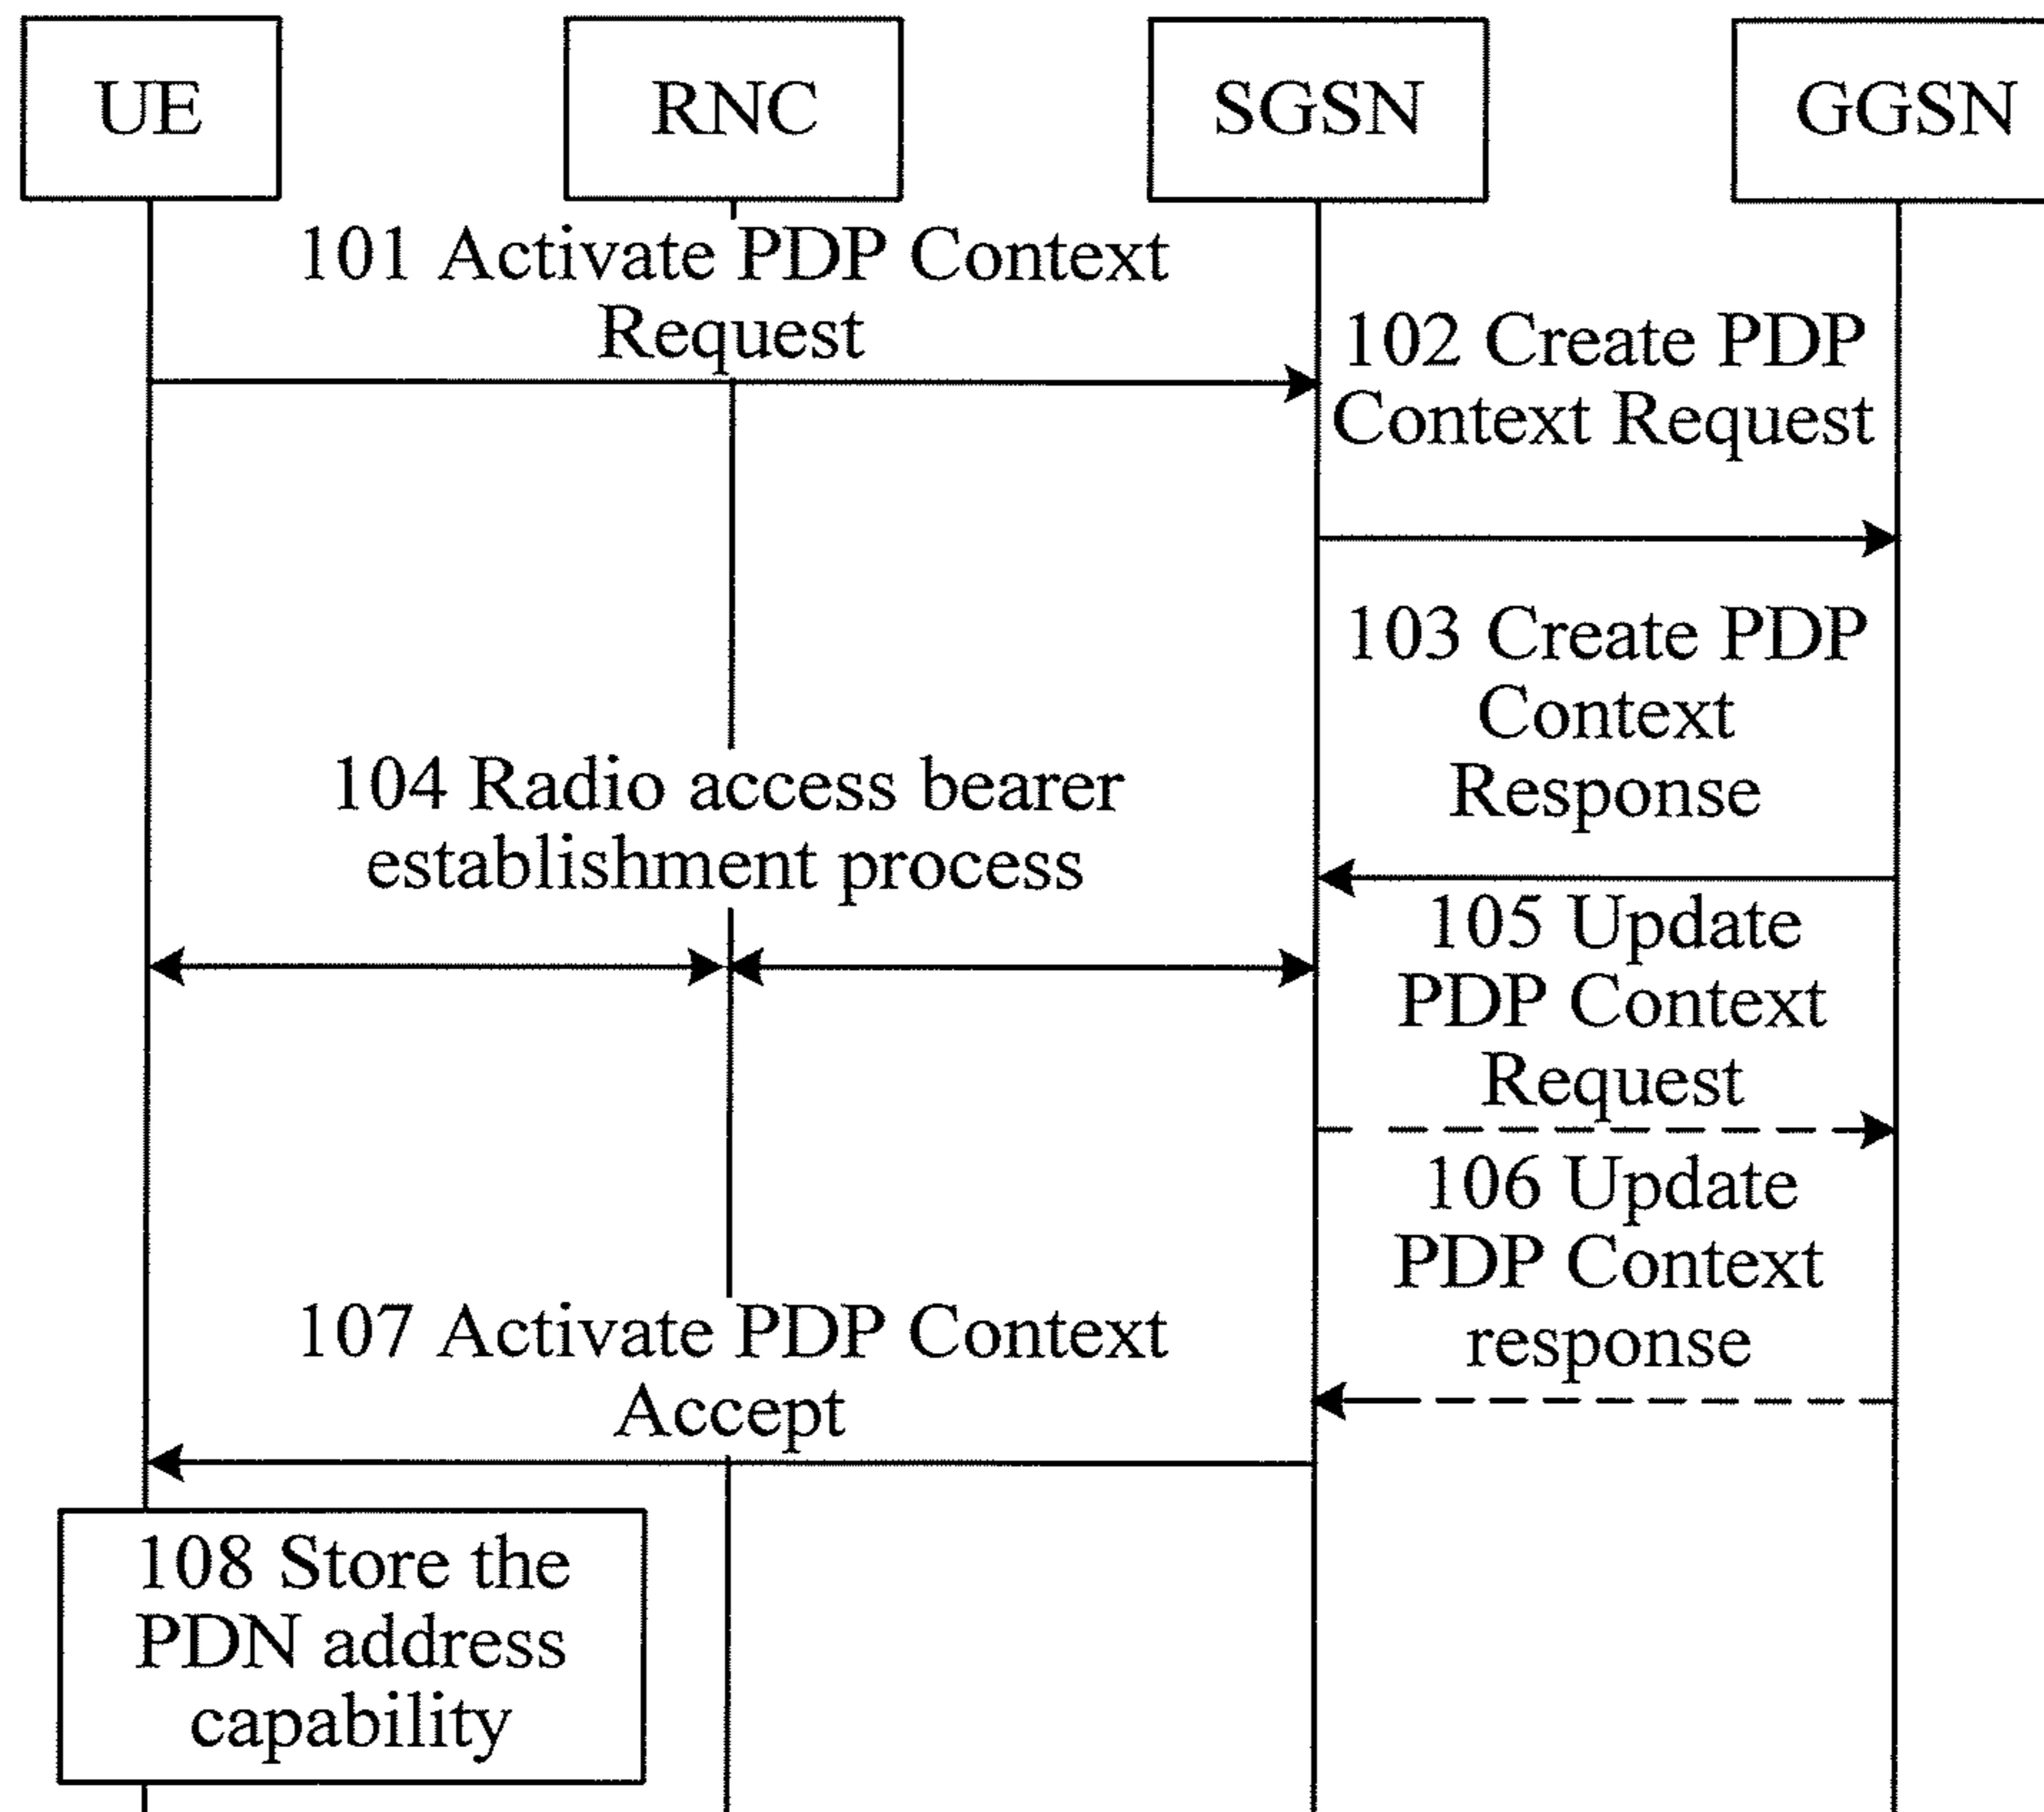 UE
RNC
SGSN
GGSN
101 Activate PDP Context
Request
102 Create PDP
Context Request
103 Create PDP
Context
Response
104 Radio access bearer
establishment process
105 Update
PDP Context
Request
106 Update
PDP Context
response
107 Activate PDP Context
Accept
108 Store the
PDN address
capability